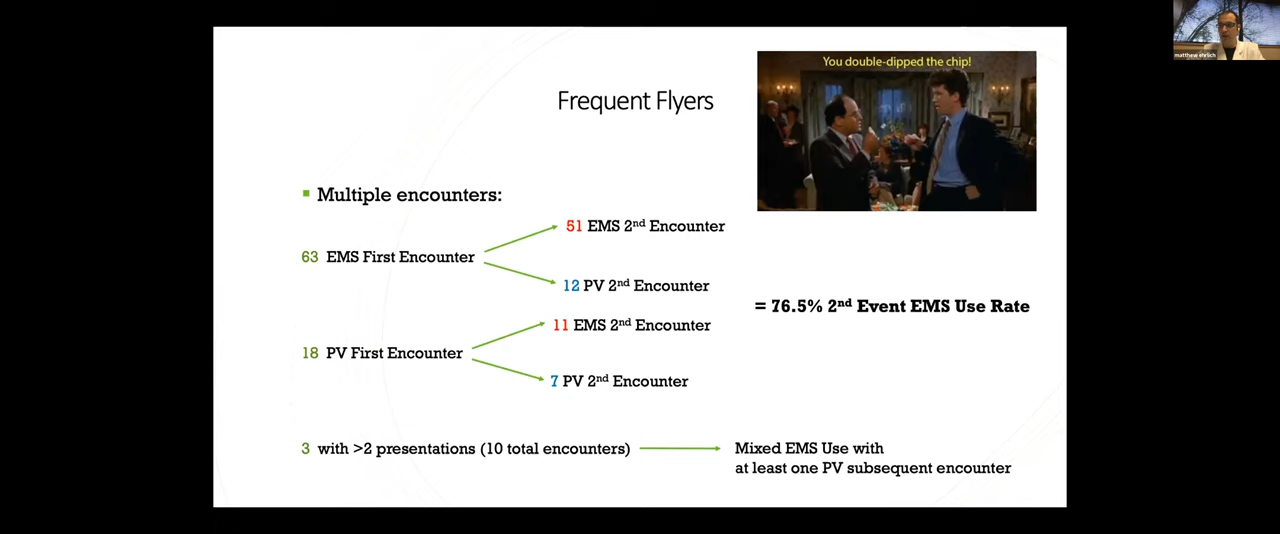 matthew ehrlich
You double-dipped the chip!
Frequent Flyers
Multiple encounters:
51 EMS 2nd Encounter
63 EMS First Encounter
12 PV 2nd Encounter
= 76.5% 2nd Event EMS Use Rate
11 EMS 2nd Encounter
18 PV First Encounter
7 PV 2nd Encounter
3 with >2 presentations (10 total encounters)
Mixed EMS Use with
at least one PV subsequent encounter